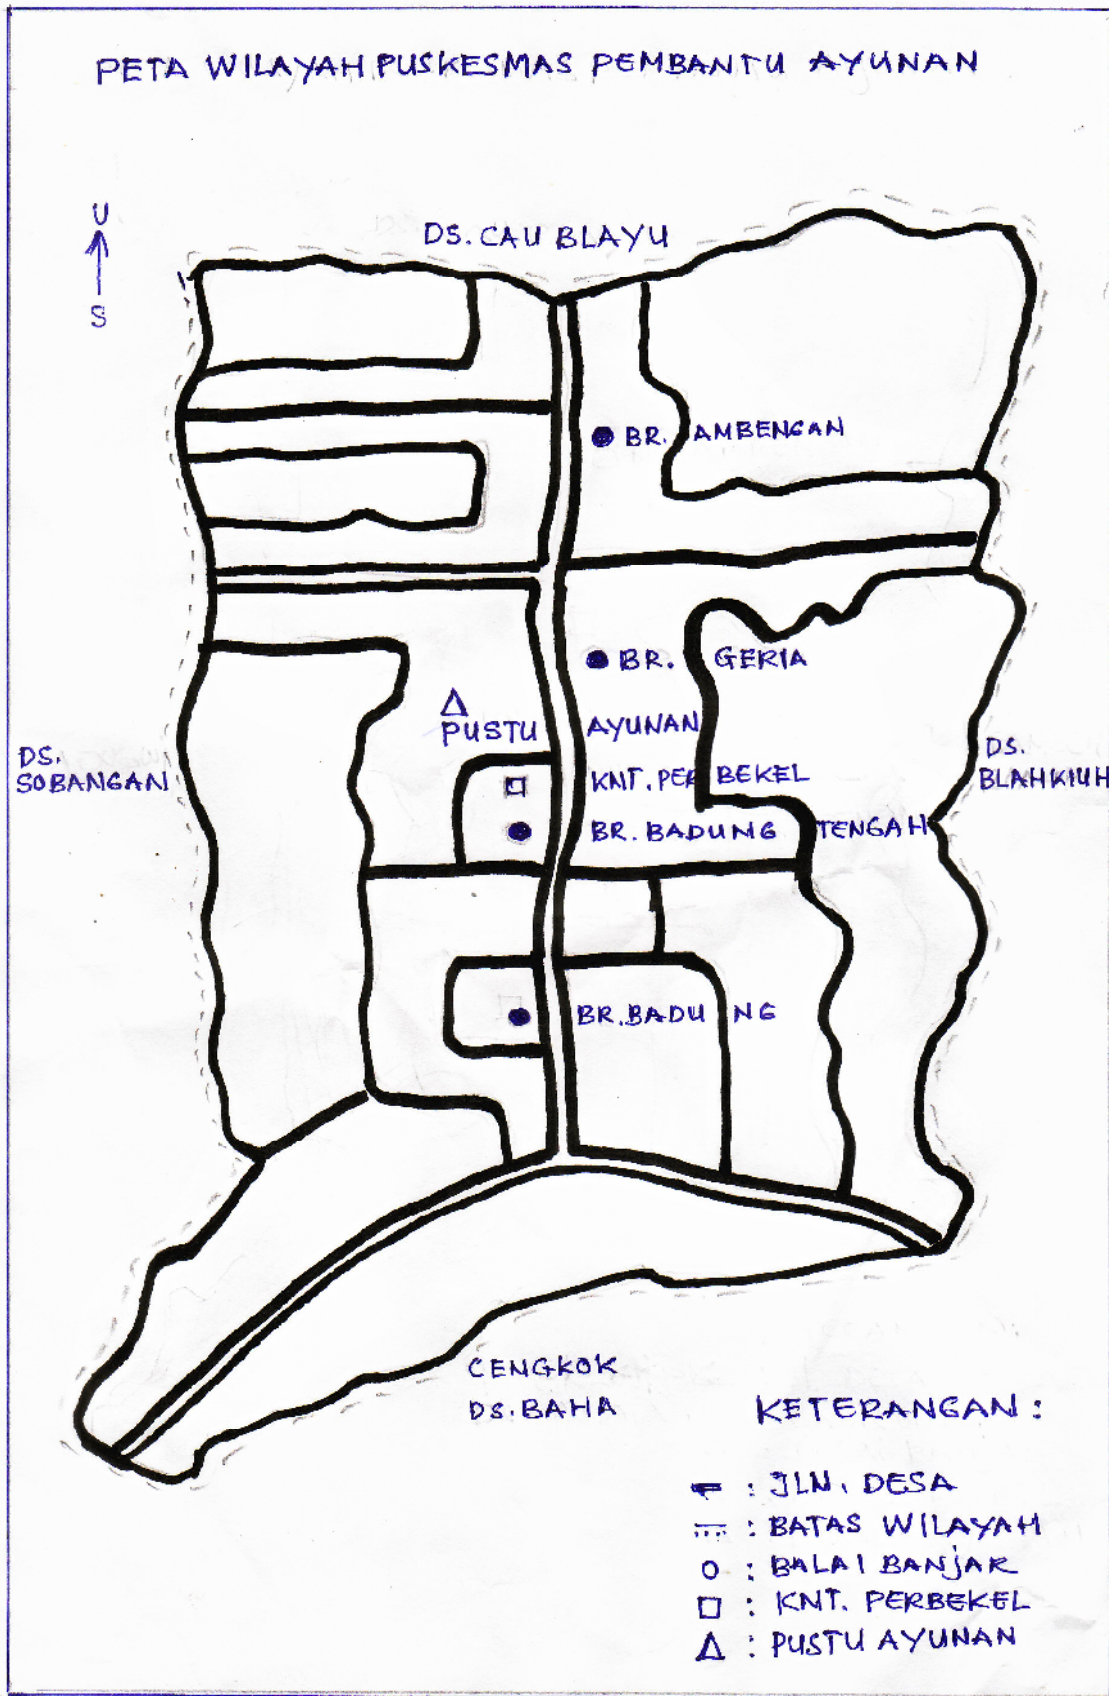 PETA WILAYAH PUSKESMAS PEMBANTU AYUNAN
U
S
DS. CAU BLAYU
BR. AMBENGAN
BR. GERIA
PUSTU AYUNAN
DS.
SOBANGAN
KNT. PERBEKEL
DS.
BLAHKIUH
BR. BADUNG TENGAH
BR. BADUNG
CENGKOK
DS. BAHA
KETERANGAN :
: JLN. DESA
: BATAS WILAYAH
: BALAI BANJAR
: KNT. PERBEKEL
: PUSTU AYUNAN